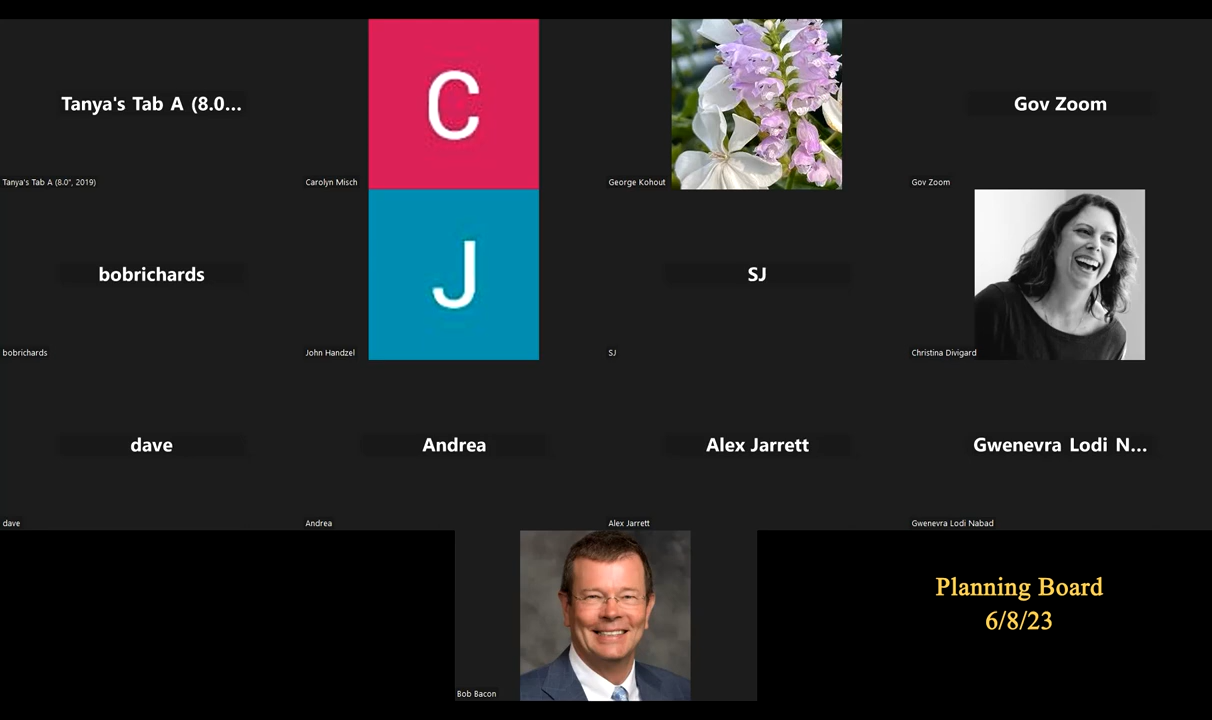 Tanya's Tab A (8.0...
Tanya's Tab A (8.0", 2019)
C
Carolyn Misch
George Kohout
Gov Zoom
Gov Zoom
bobrichards
bobrichards
J
John Handzel
SJ
SJ
Christina Divigard
dave
dave
Andrea
Andrea
Alex Jarrett
Alex Jarrett
Gwenevra Lodi N...
Gwenevra Lodi Nabad
Bob Bacon
Planning Board
6/8/23